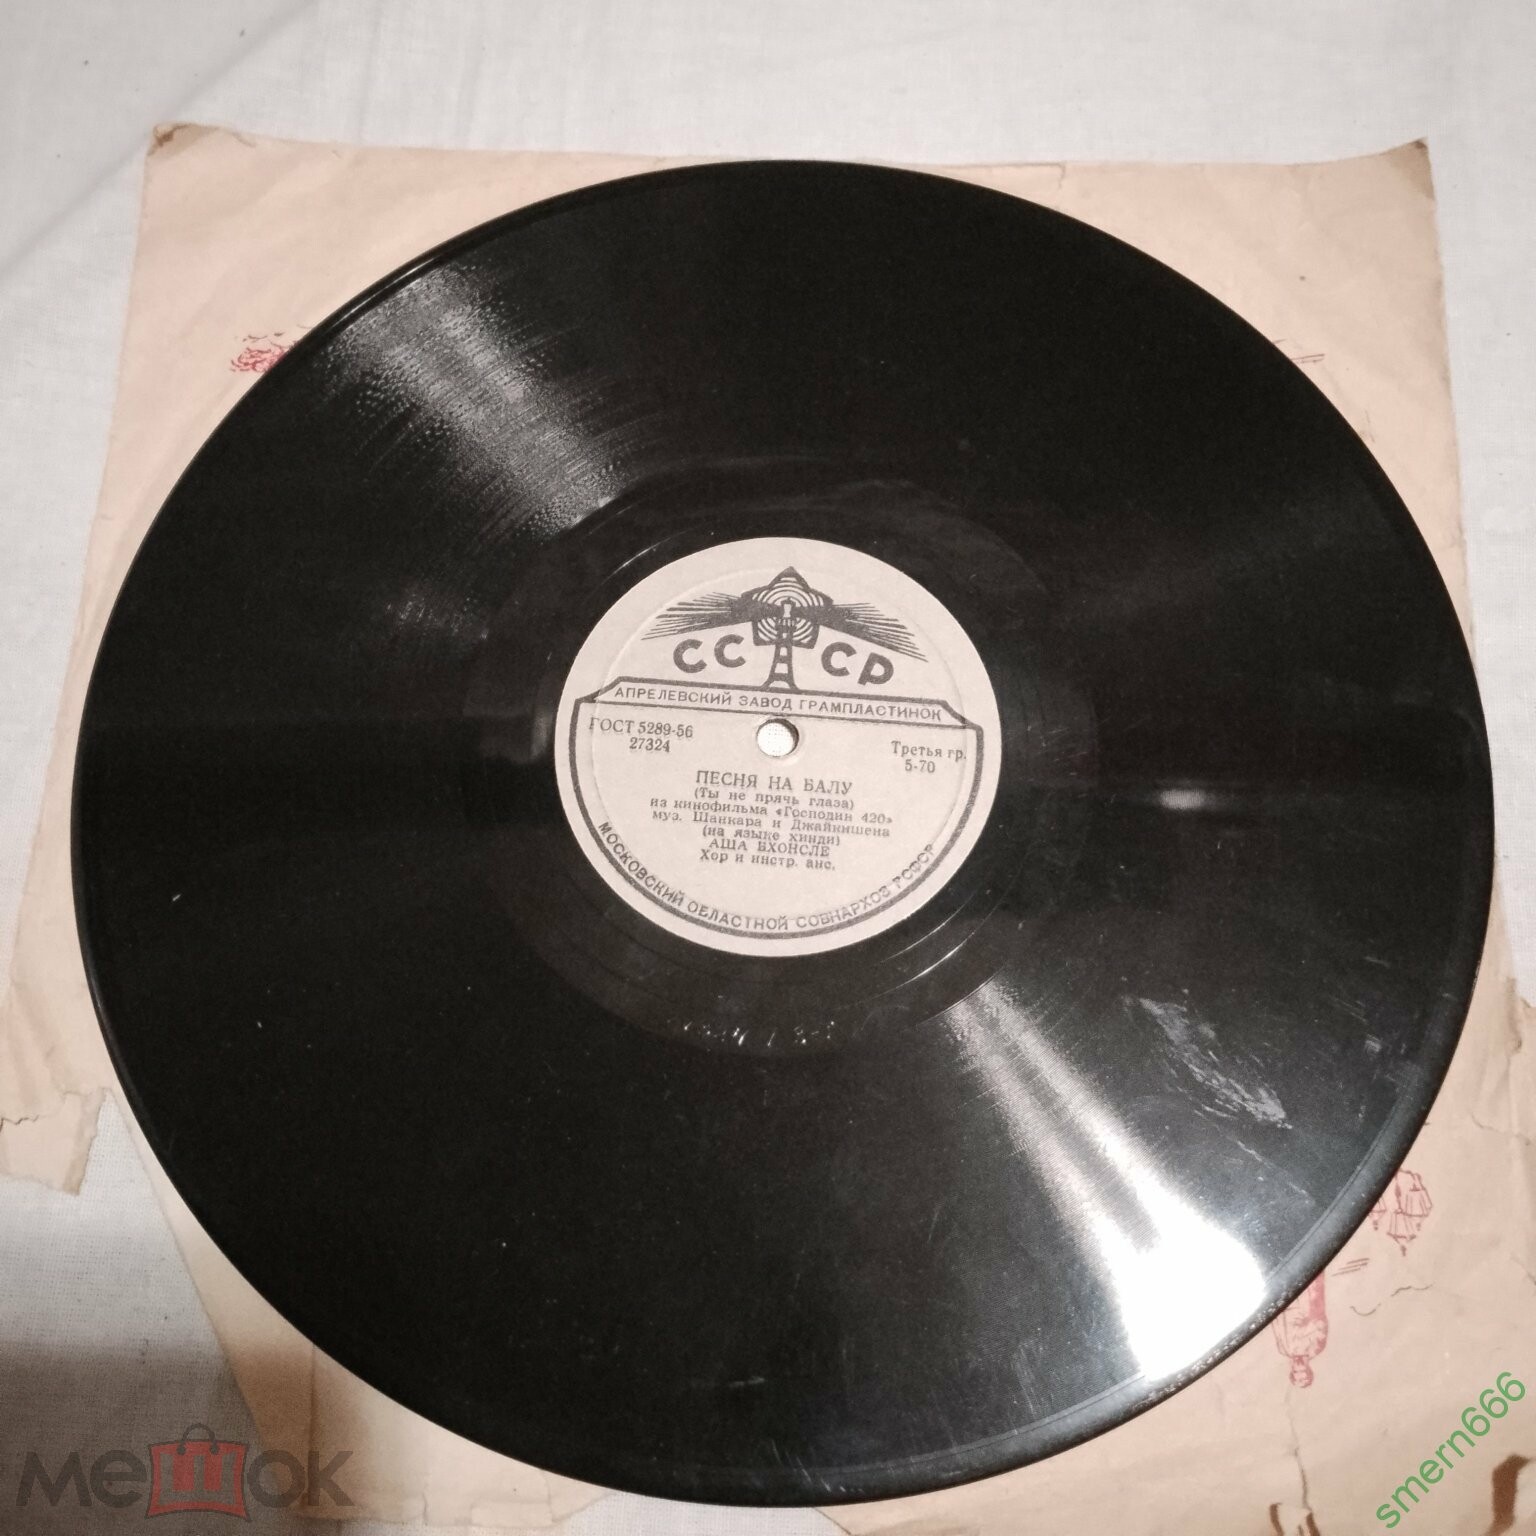 СССР
АПРЕЛЕВСКИЙ ЗАВОД ГРАМПЛАСТИНОК
ГОСТ 5289-56
27324
Третья гр.
5-70
ПЕСНЯ НА БАЛУ
(Ты не прячь глаза)
из кинофильма «Господин 420»
муз. Шанкара и Джайкишена
(на языке хинди)
АША БХОНСЛЕ
Хор и инстр. анс.
МОСКОВСКИЙ ОБЛАСТНОЙ СОВНАРХОЗ РСФСР
мешок
smern666